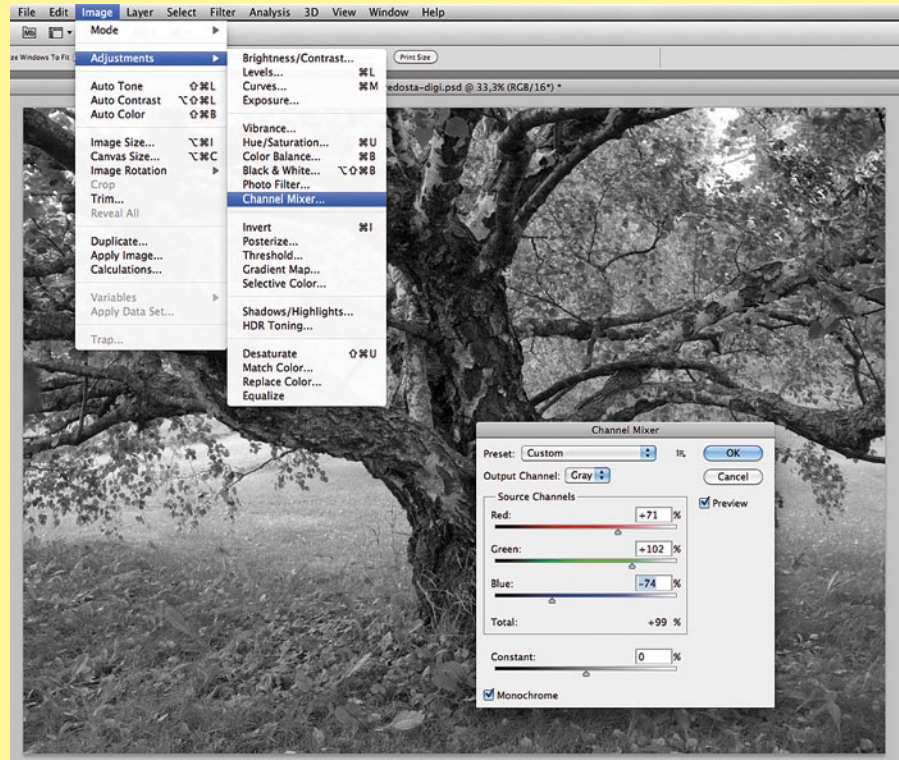 File Edit Image Layer Select Filter Analysis 3D View Window Help
Mb
Mode
ze Windows To Fit
Print Size
Adjustments
Auto Tone ⇧⌘L
Auto Contrast ⌥⇧⌘L
Auto Color ⇧⌘B
Image Size... ⌥⌘I
Canvas Size... ⌥⌘C
Image Rotation
Crop
Trim...
Reveal All
Duplicate...
Apply Image...
Calculations...
Variables
Apply Data Set...
Trap...
Brightness/Contrast...
Levels... ⌘L
Curves... ⌘M
Exposure...
Vibrance...
Hue/Saturation... ⌘U
Color Balance... ⌘B
Black & White... ⌥⇧⌘B
Photo Filter...
Channel Mixer...
Invert ⌘I
Posterize...
Threshold...
Gradient Map...
Selective Color...
Shadows/Highlights...
HDR Toning...
Desaturate ⇧⌘U
Match Color...
Replace Color...
Equalize
edosta-digi.psd @ 33,3% (RGB/16*) *
Channel Mixer
Preset: Custom
OK
Output Channel: Gray
Cancel
Source Channels
Preview
Red: +71 %
Green: +102 %
Blue: -74 %
Total: +99 %
Constant: 0 %
Monochrome